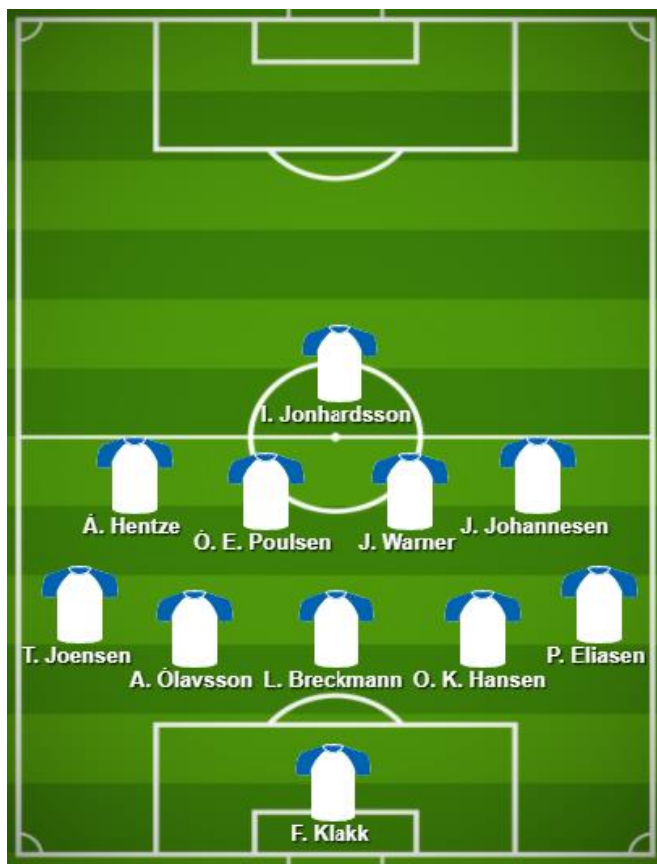 I. Jonhardsson
Á. Hentze
Ó. E. Poulsen
J. Warner
J. Johannesen
T. Joensen
A. Ólavsson
L. Breckmann
O. K. Hansen
P. Eliasen
F. Klakk